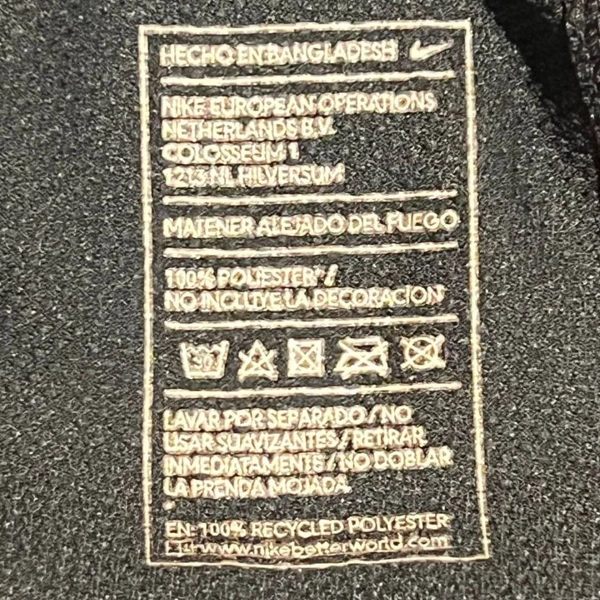 HECHO EN BANGLADESH
NIKE EUROPEAN OPERATIONS
NETHERLANDS B.V.
COLOSSEUM 1
1213 NL HILVERSUM
MATENER ALEJADO DEL FUEGO
100% POLIESTER* /
NO INCLUYE LA DECORACION
LAVAR POR SEPARADO / NO
USAR SUAVIZANTES / RETIRAR
INMEDIATAMENTE / NO DOBLAR
LA PRENDA MOJADA.
EN: 100% RECYCLED POLYESTER
www.nikebetterworld.com